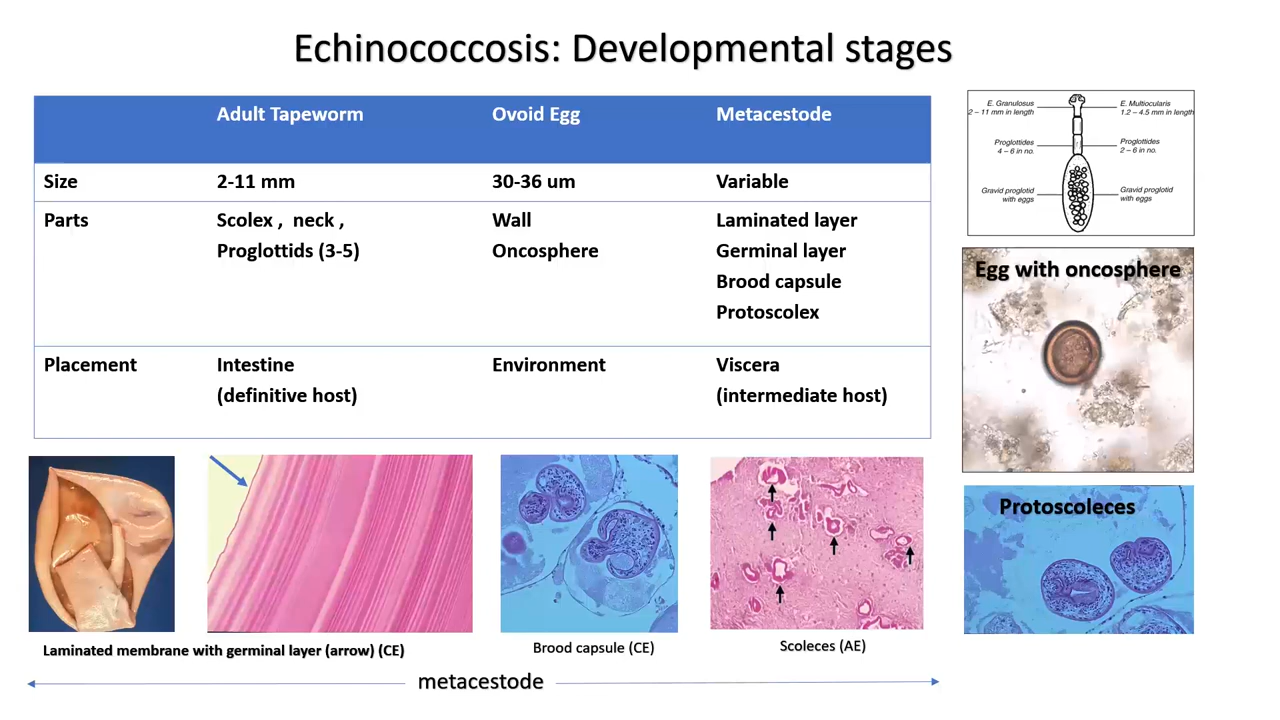 Echinococcosis: Developmental stages
Adult Tapeworm Ovoid Egg Metacestode
Size 2-11 mm 30-36 um Variable
Parts Scolex , neck , Wall Laminated layer
Proglottids (3-5) Oncosphere Germinal layer
Brood capsule
Protoscolex
Placement Intestine Environment Viscera
(definitive host) (intermediate host)
E. Granulosus E. Multiocularis
2 – 11 mm in length 1.2 – 4.5 mm in length
Proglottides Proglottides
4 – 6 in no. 2 – 6 in no.
Gravid proglotid Gravid proglotid
with eggs with eggs
Egg with oncosphere
Protoscoleces
Laminated membrane with germinal layer (arrow) (CE)
Brood capsule (CE)
Scoleces (AE)
metacestode